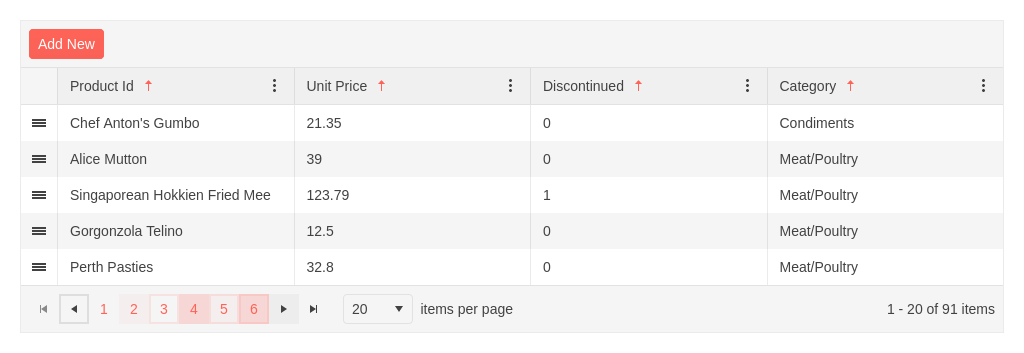 Add New
Product Id Unit Price Discontinued Category
Chef Anton's Gumbo 21.35 0 Condiments
Alice Mutton 39 0 Meat/Poultry
Singaporean Hokkien Fried Mee 123.79 1 Meat/Poultry
Gorgonzola Telino 12.5 0 Meat/Poultry
Perth Pasties 32.8 0 Meat/Poultry
1 2 3 4 5 6 20 items per page 1 - 20 of 91 items